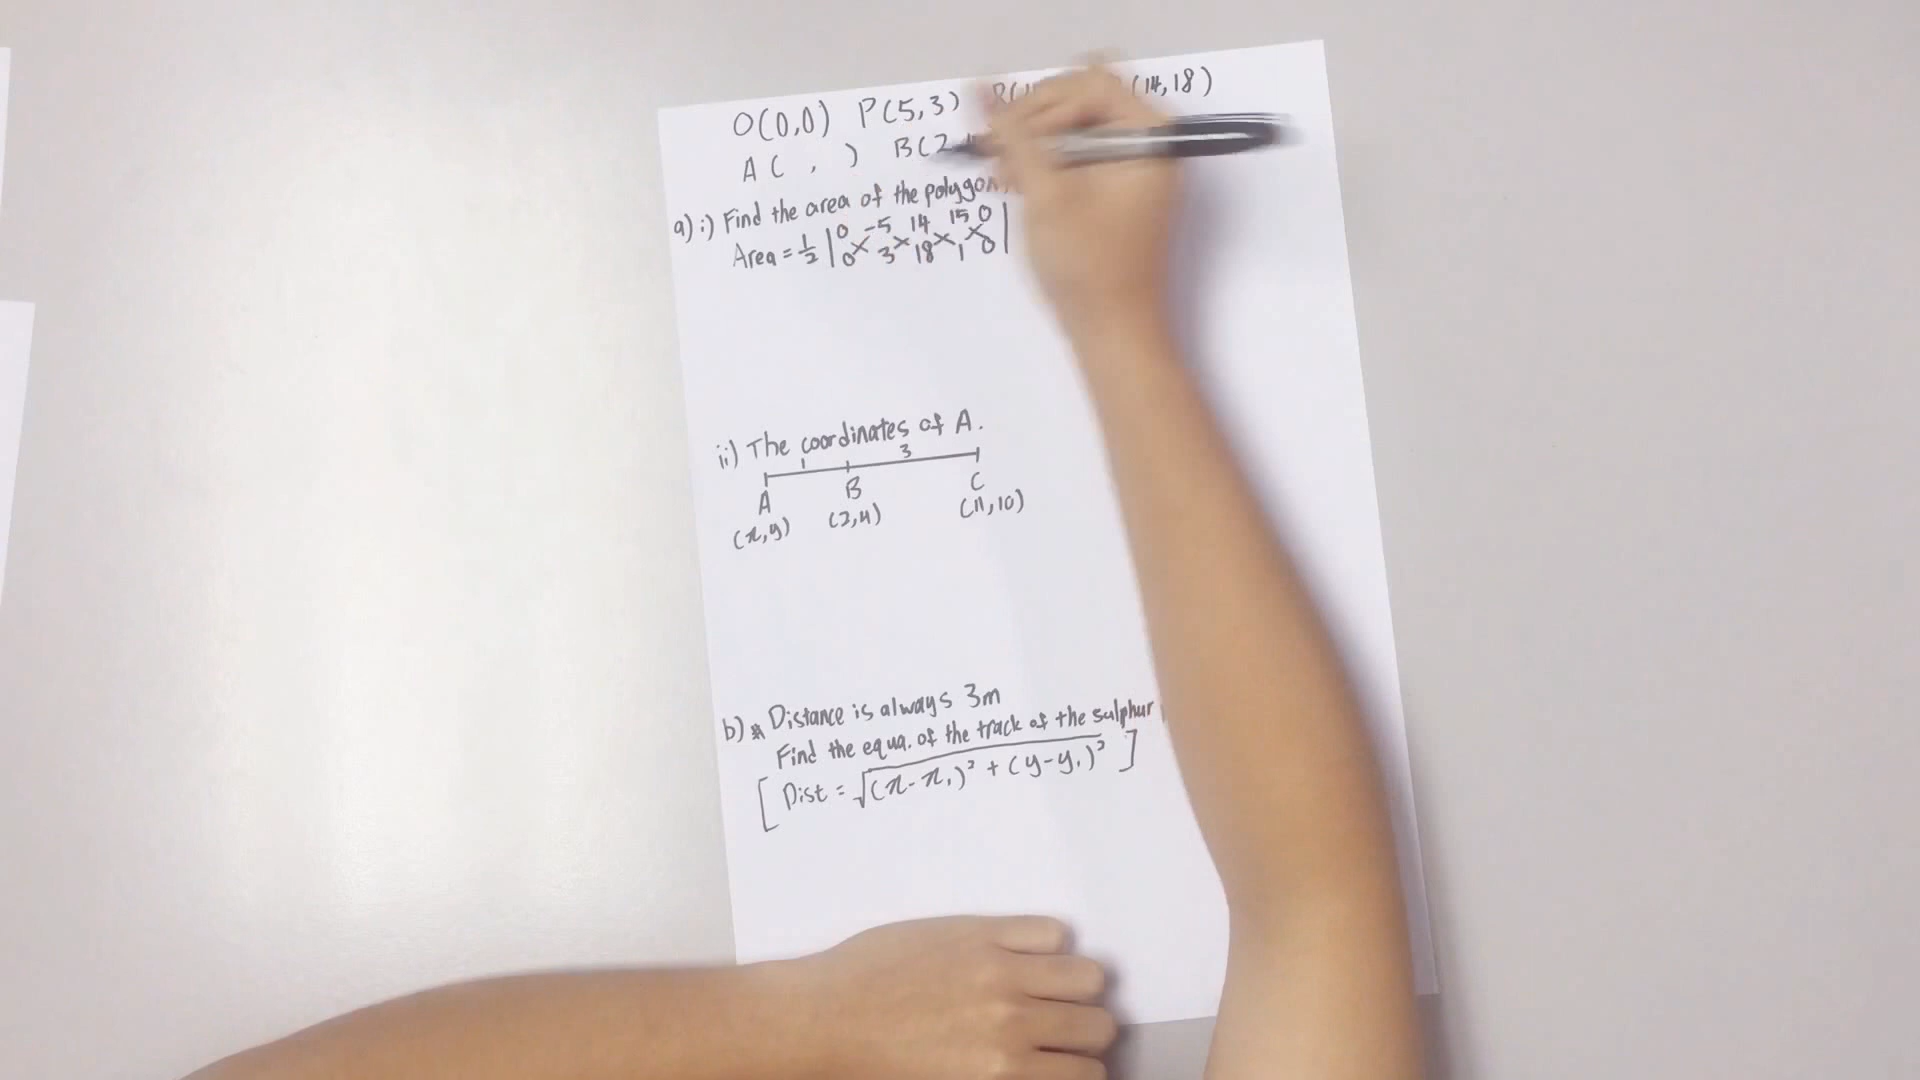 O(0,0) P(5,3) (14,18)
A( , ) B(2
a) i) Find the area of the polygon
Area = 1/2 | 0 -5 14 15 0 |
0 3 18 1 0
ii) The coordinates of A.
1 3
A B C
(x,y) (2,4) (11,10)
b) * Distance is always 3m
Find the equa. of the track of the sulphur
[ Dist = √(x-x₁)² + (y-y₁)² ]